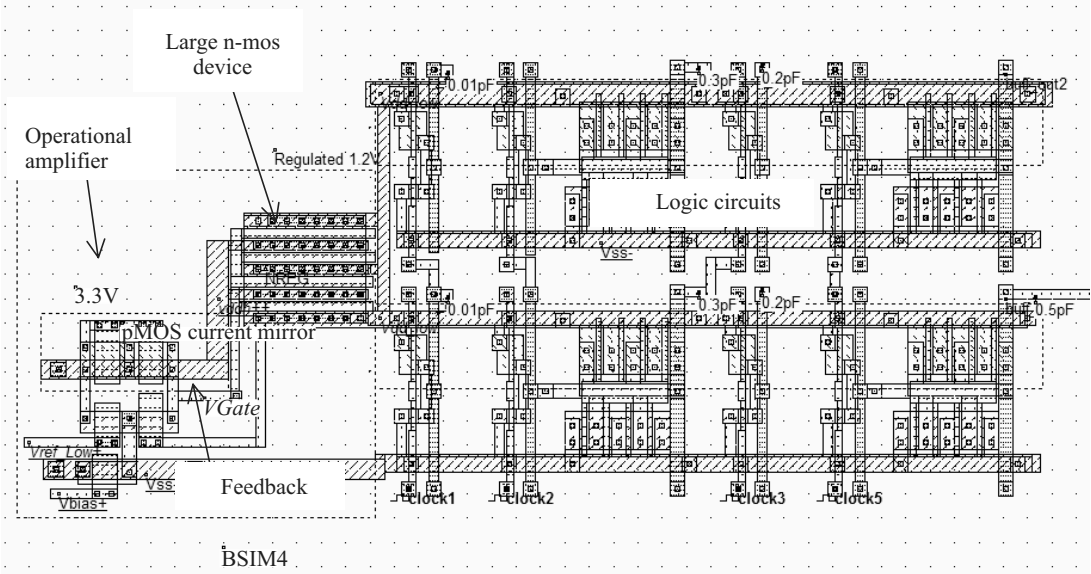 Large n-mos
device
0.01pF
0.3pF
0.2pF
Operational
amplifier
Regulated 1.2V
Logic circuits
Vss-
NREG
3.3V
0.01pF
0.3pF
0.2pF
0.5pF
pMOS current mirror
VGate
Vref_Low+
Vss
Feedback
Vbias+
clock1
clock2
clock3
clock5
BSIM4